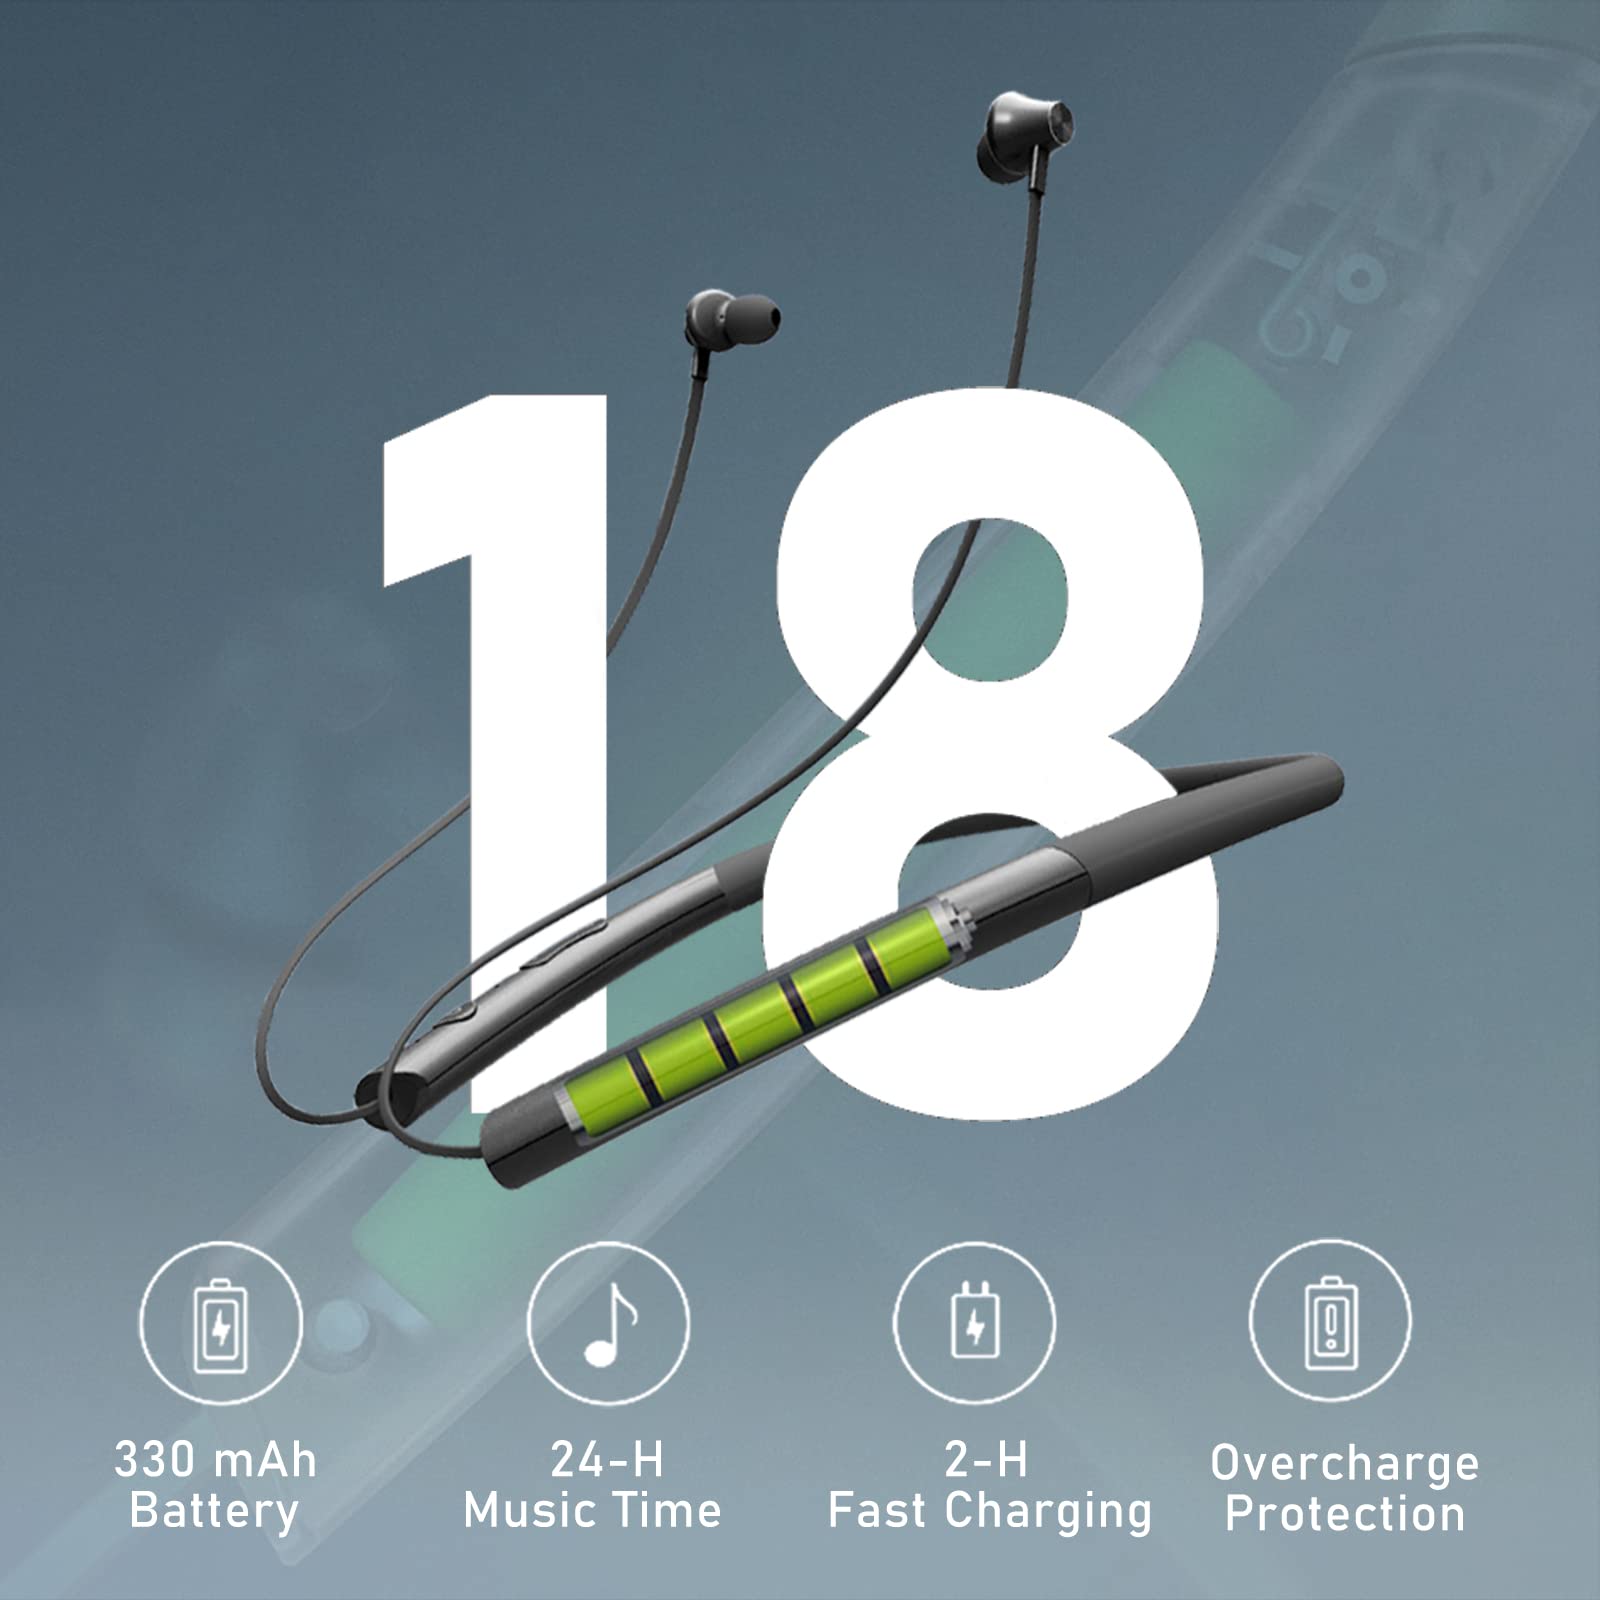 18
330 mAh
Battery
24-H
Music Time
2-H
Fast Charging
Overcharge
Protection